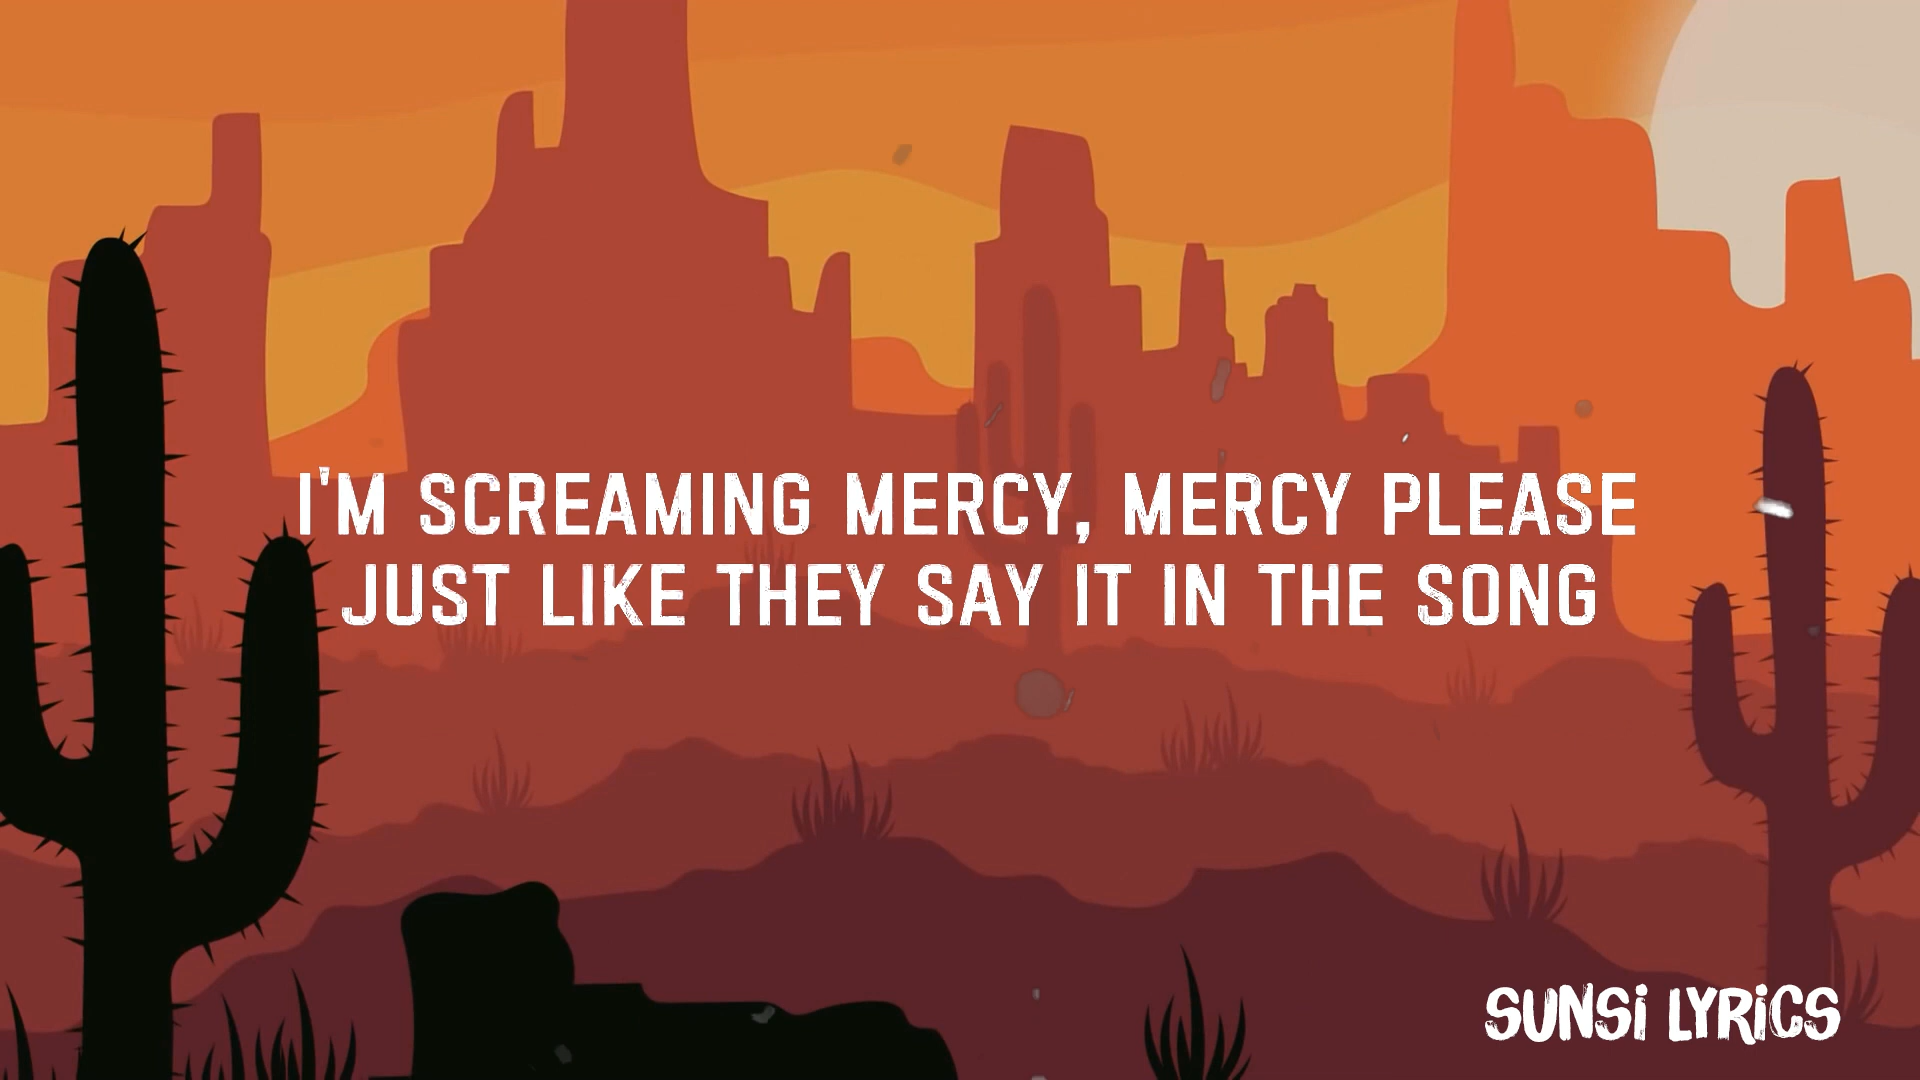 I'M SCREAMING MERCY, MERCY PLEASE
JUST LIKE THEY SAY IT IN THE SONG
SUNSi LYRiCS